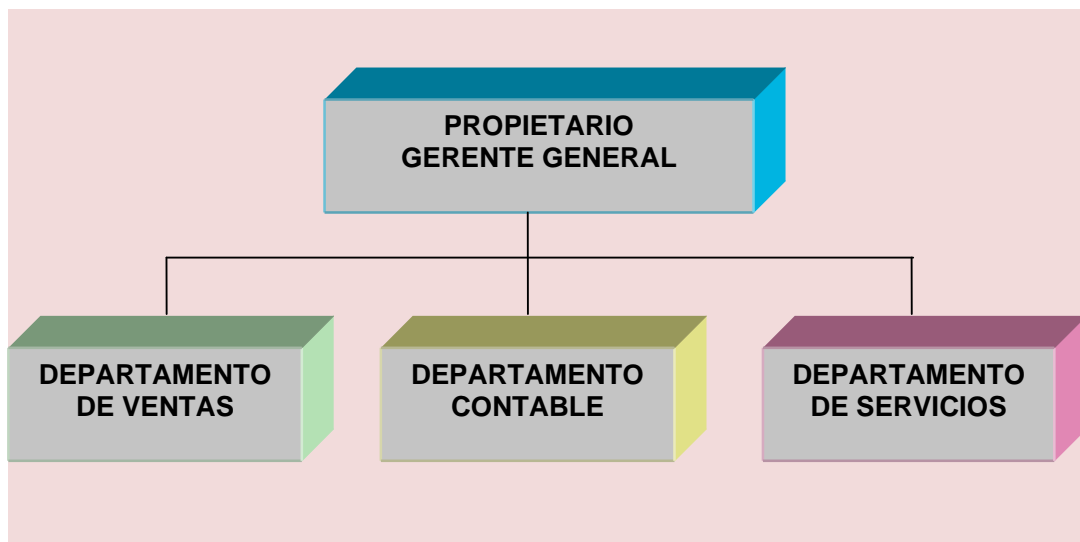 PROPIETARIO
GERENTE GENERAL
DEPARTAMENTO
DE VENTAS
DEPARTAMENTO
CONTABLE
DEPARTAMENTO
DE SERVICIOS